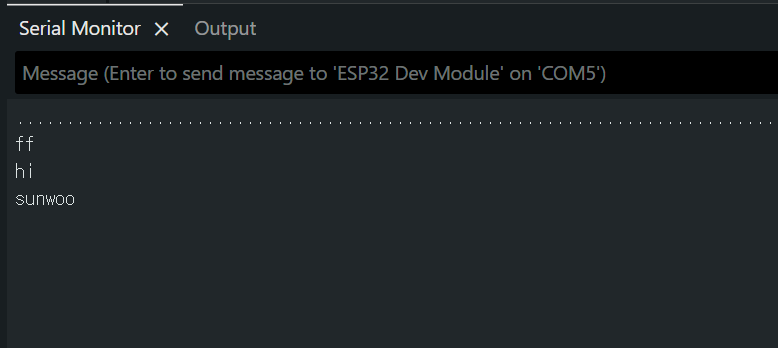 Serial Monitor × Output
Message (Enter to send message to 'ESP32 Dev Module' on 'COM5')
............................................................................
ff
hi
sunwoo